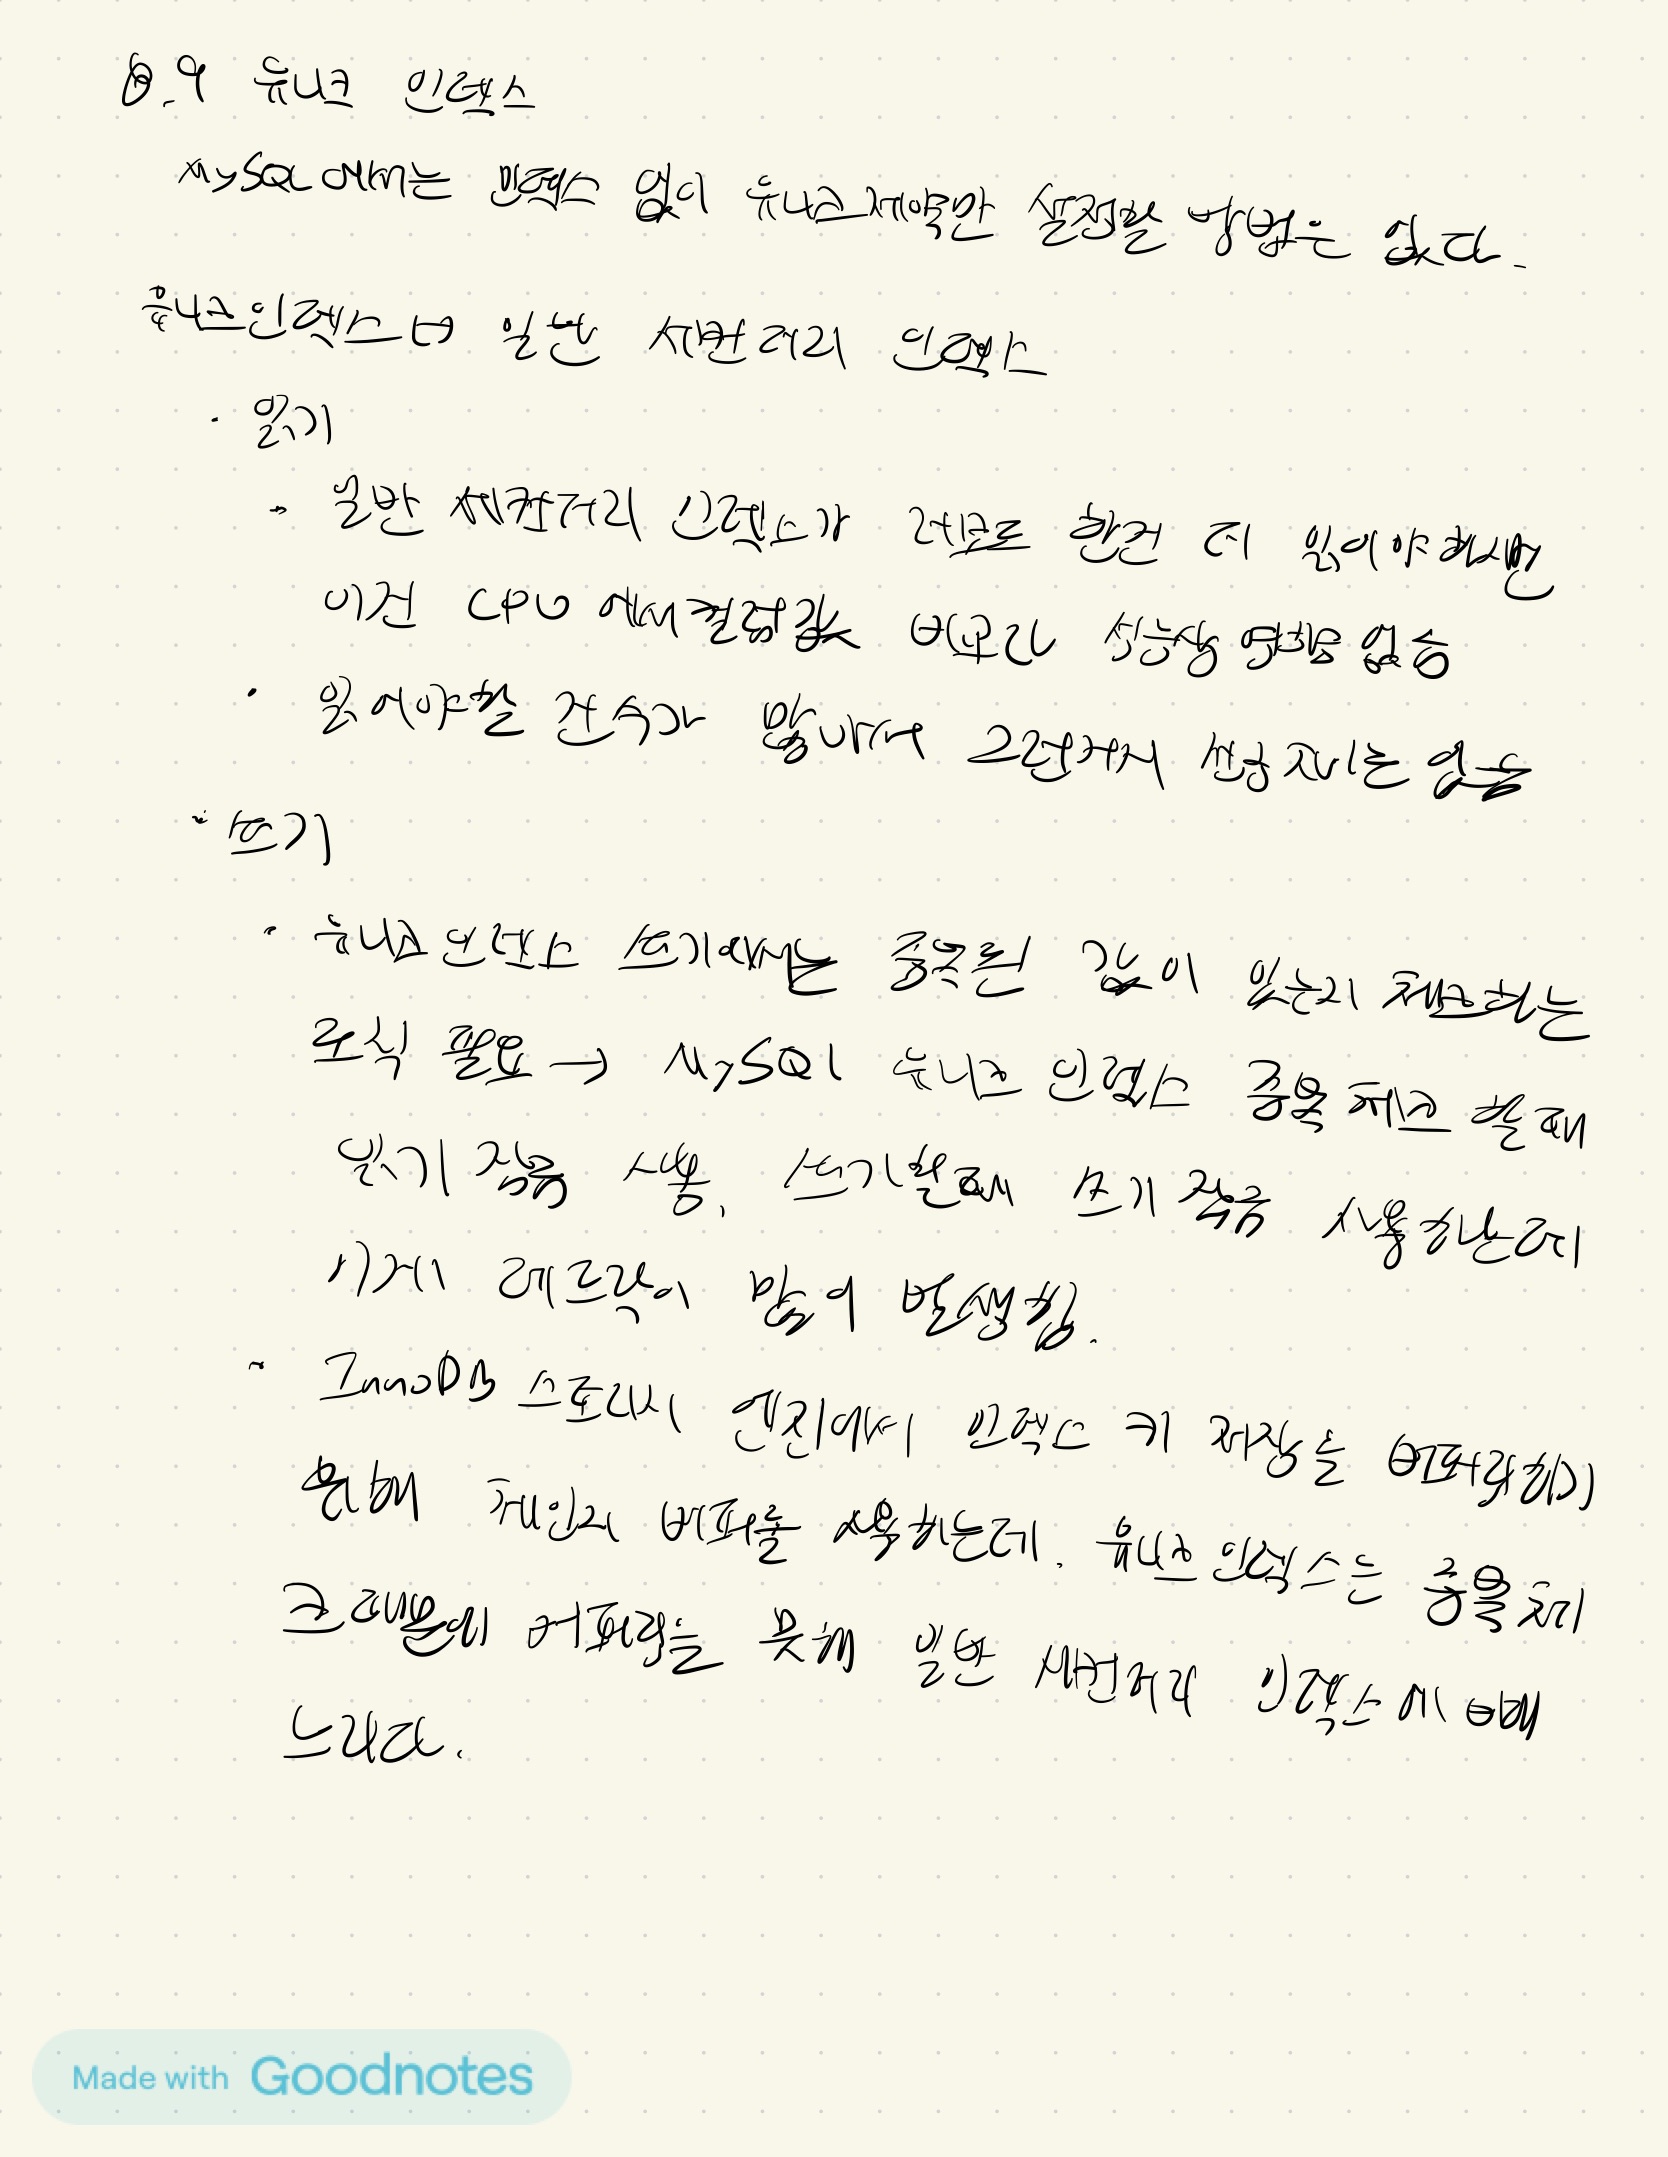 8.9 유니크 인덱스
MySQL에서는 인덱스 없이 유니크제약만 설정할 방법은 없다.
유니크인덱스 일반 세컨더리 인덱스
· 읽기
- 일반 세컨더리 인덱스가 레코드 한건 더 읽어야하지만
이건 CPU에서 컬럼값 비교라 성능상 영향 없음
· 읽어야할 건수가 많아서 그런거지 성능차이는 없음
· 쓰기
· 유니크 인덱스 쓰기에서는 중복된 값이 있는지 체크하는
로직 필요 → MySQL 유니크 인덱스 중복 체크 할때
읽기 잠금 사용, 쓰기할때 쓰기 잠금 사용하는데
이게 데드락이 많이 발생함.
- InnoDB 스토리지 엔진에서 인덱스 키 저장을 버퍼링하기
위해 체인지 버퍼를 사용하는데, 유니크 인덱스는 중복 체
크 때문에 버퍼링을 못해 일반 세컨더리 인덱스에 비해
느리다.
Made with Goodnotes